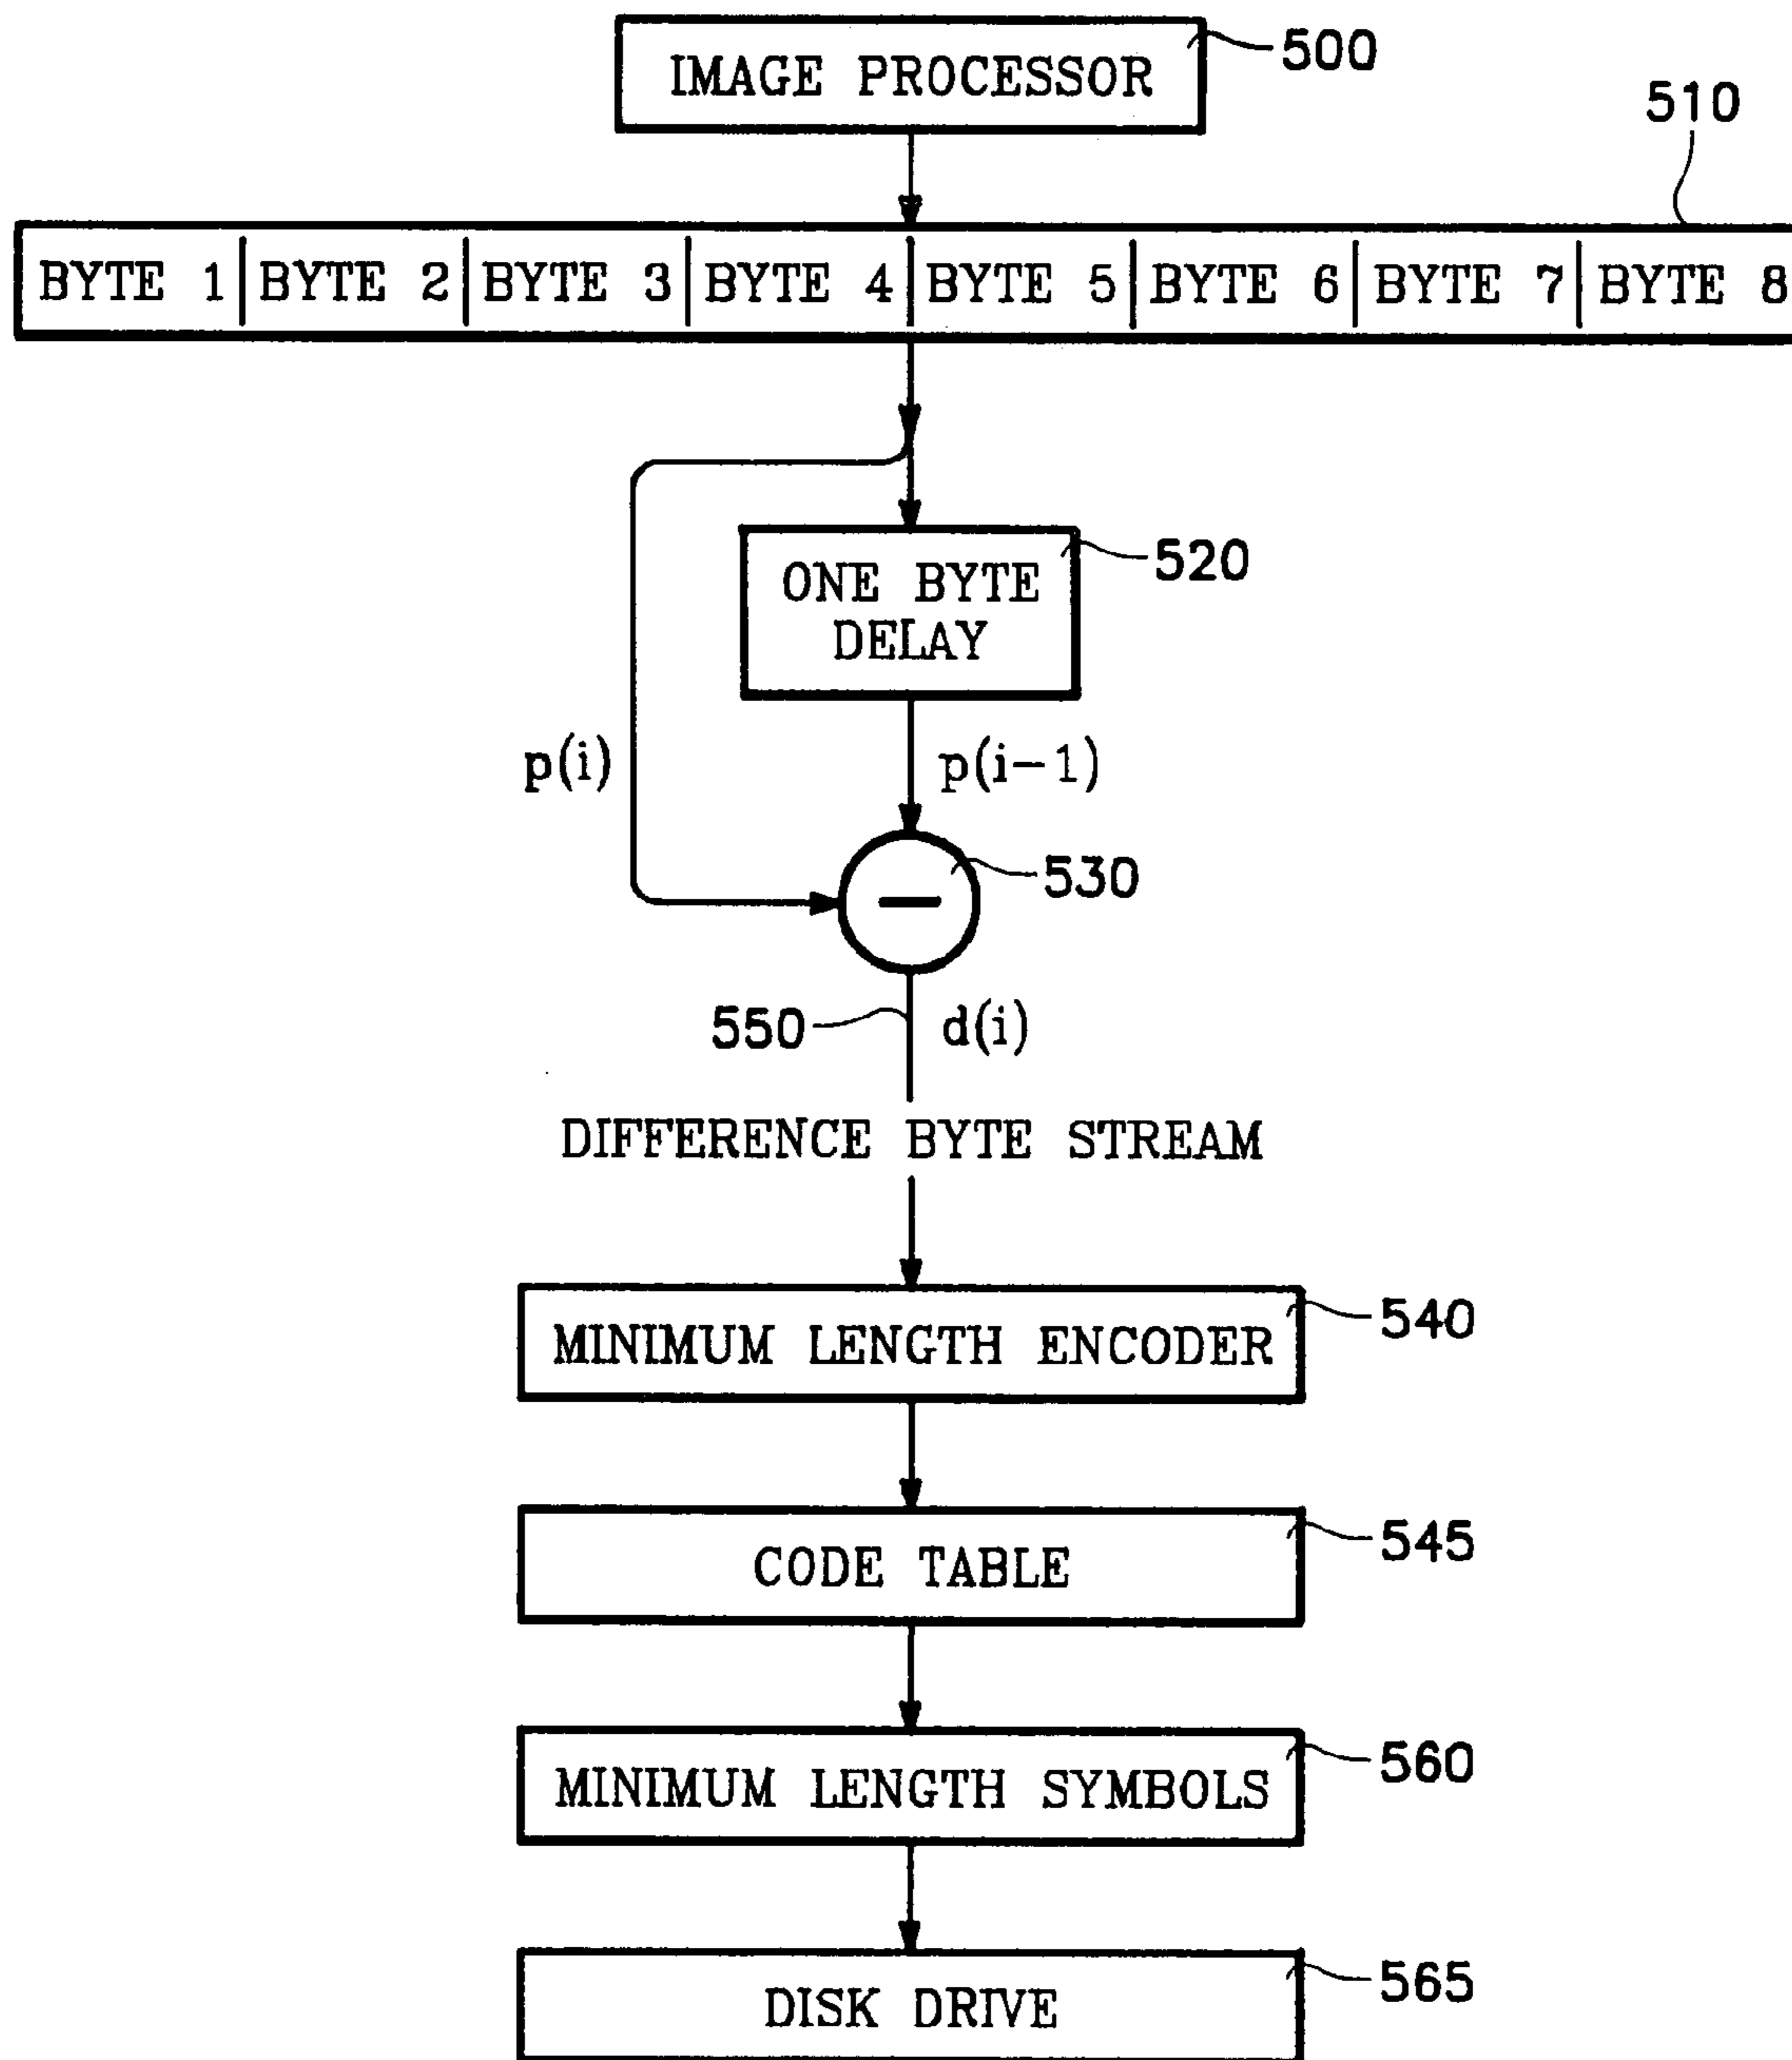 IMAGE PROCESSOR
500
510
BYTE 1 BYTE 2 BYTE 3 BYTE 4 BYTE 5 BYTE 6 BYTE 7 BYTE 8
ONE BYTE
DELAY
520
p(i)
p(i-1)
−
530
550
d(i)
DIFFERENCE BYTE STREAM
MINIMUM LENGTH ENCODER
540
CODE TABLE
545
MINIMUM LENGTH SYMBOLS
560
DISK DRIVE
565